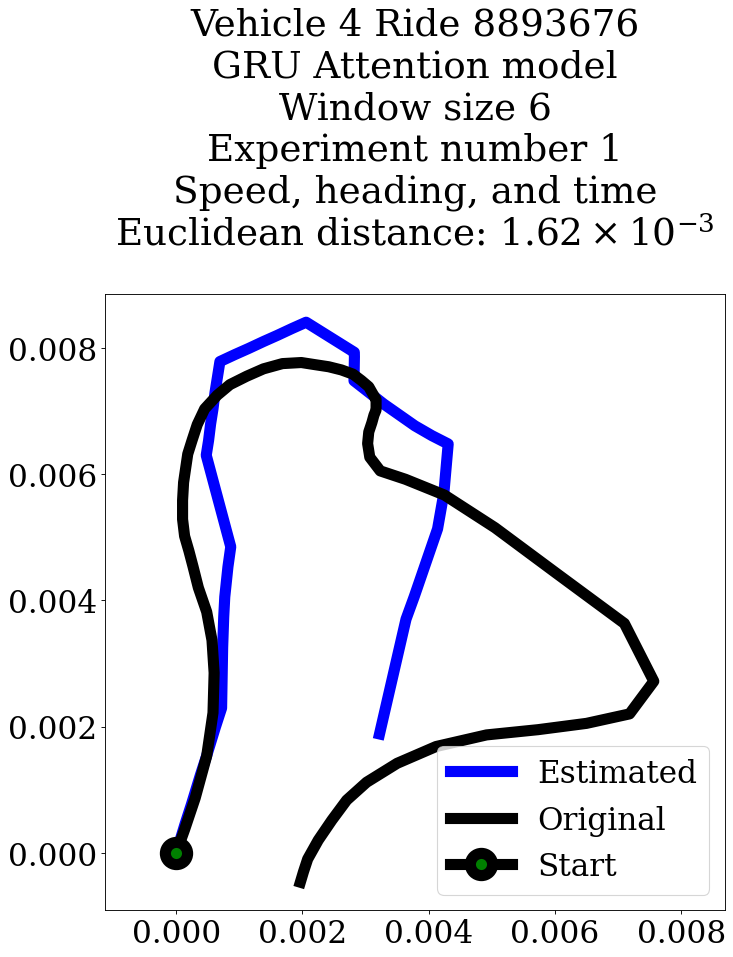 Vehicle 4 Ride 8893676
GRU Attention model
Window size 6
Experiment number 1
Speed, heading, and time
Euclidean distance: 1.62 × 10⁻³
0.008
0.006
0.004
0.002
0.000
Estimated
Original
Start
0.000 0.002 0.004 0.006 0.008